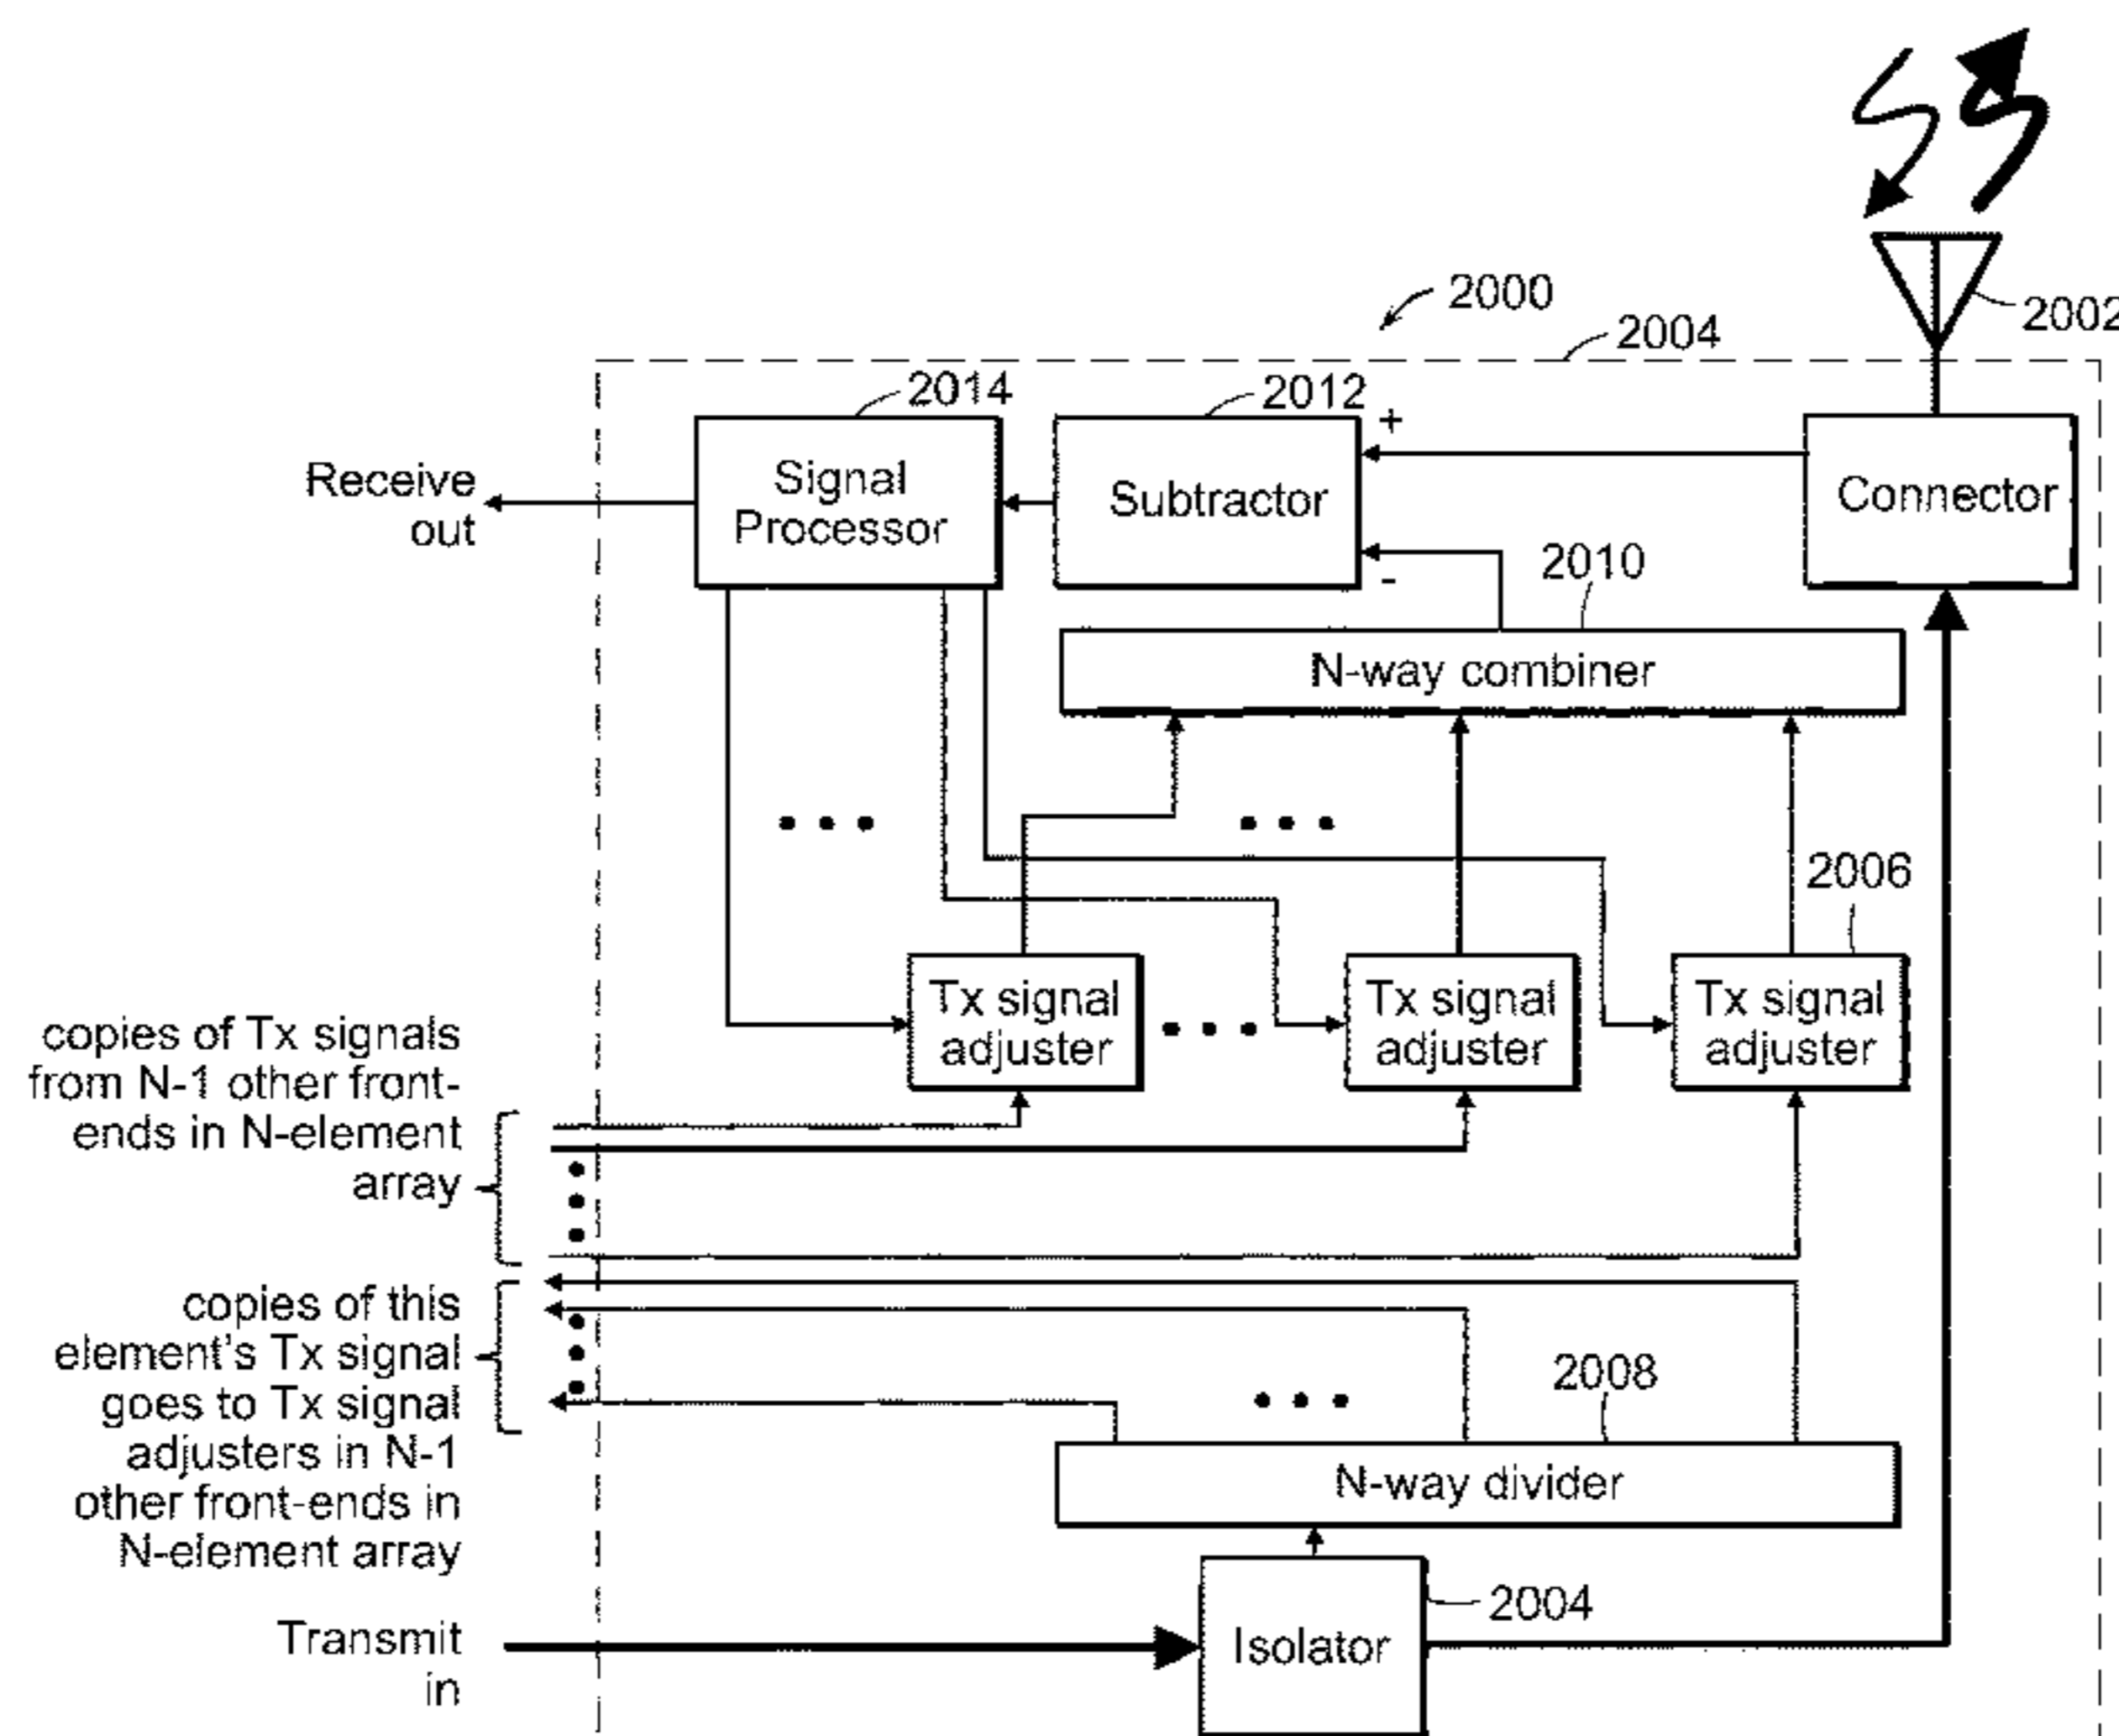 2000
2002
2004
2014
2012
+
Receive
out
Signal
Processor
Subtractor
Connector
-
2010
N-way combiner
2006
Tx signal
adjuster
Tx signal
adjuster
Tx signal
adjuster
copies of Tx signals
from N-1 other front-
ends in N-element
array
copies of this
element's Tx signal
goes to Tx signal
adjusters in N-1
other front-ends in
N-element array
2008
N-way divider
2004
Isolator
Transmit
in